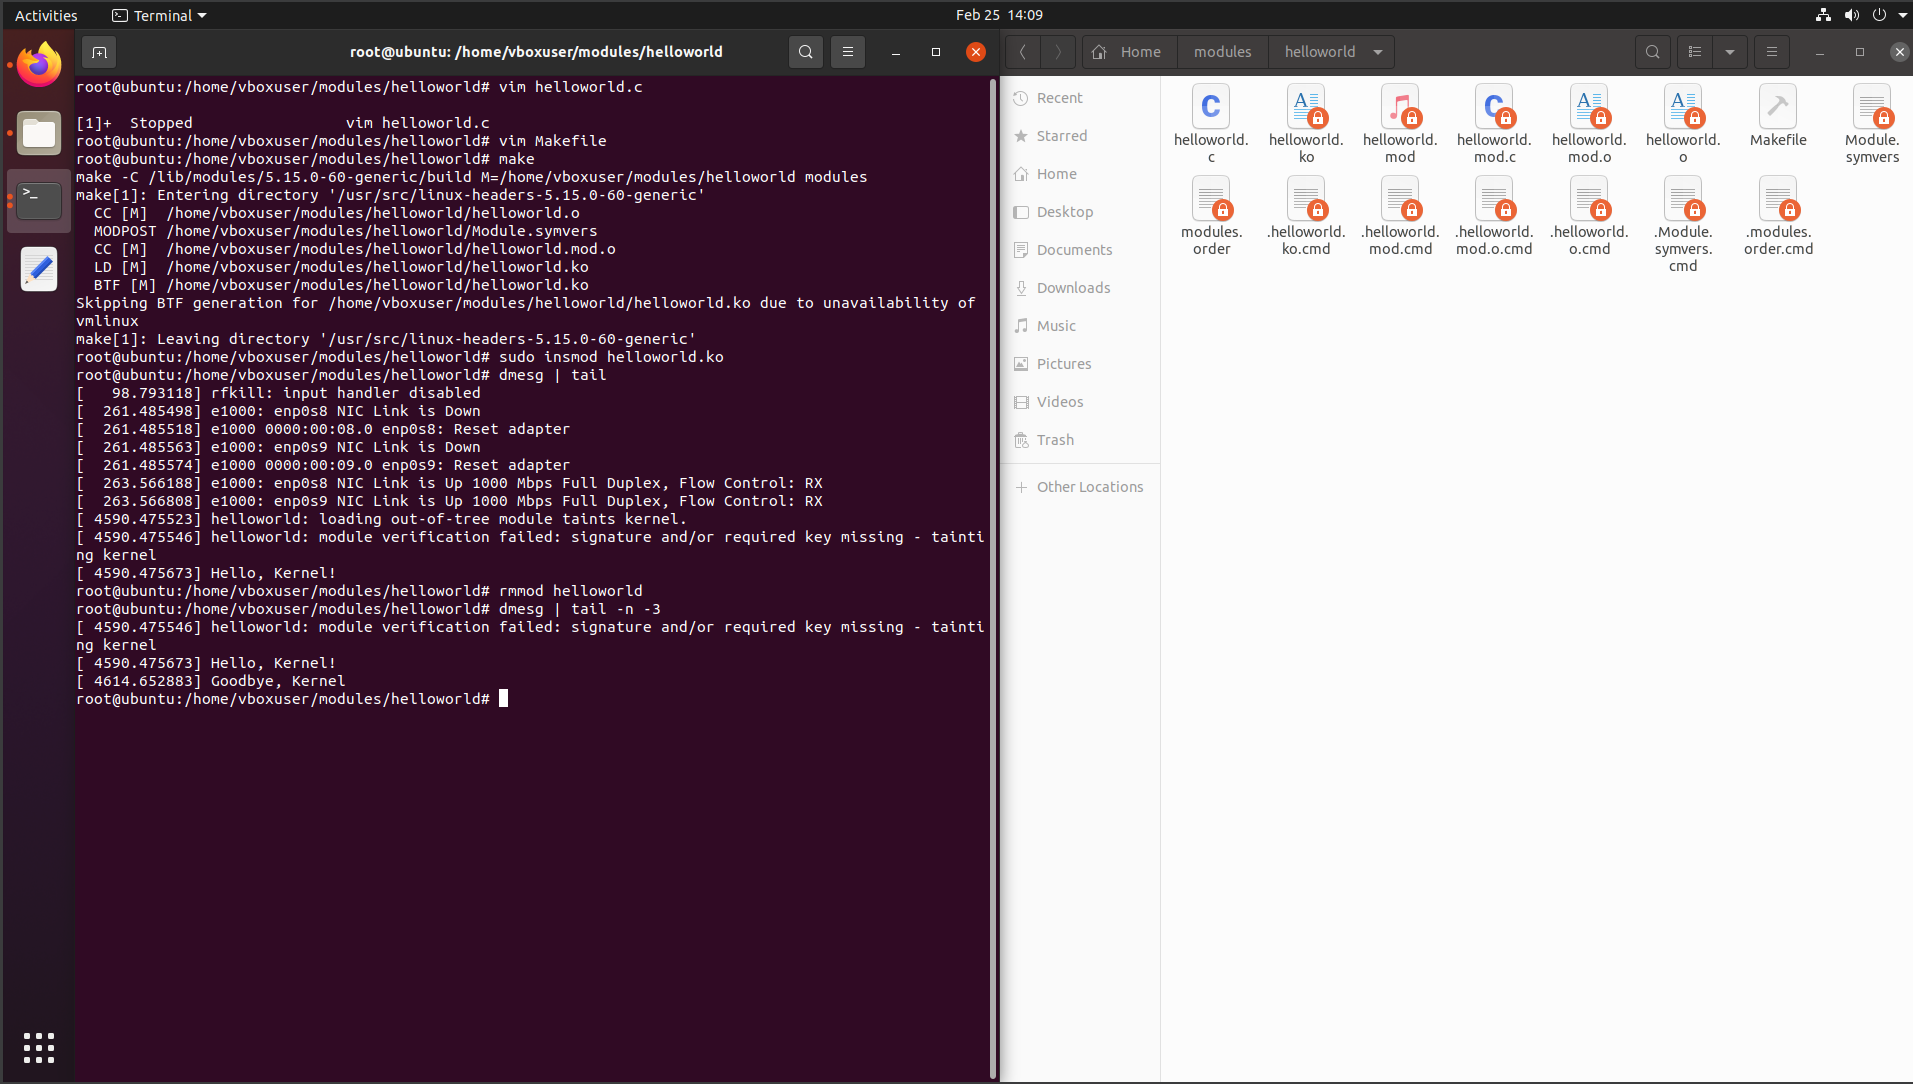 Activities
Terminal
Feb 25 14:09
root@ubuntu: /home/vboxuser/modules/helloworld
root@ubuntu:/home/vboxuser/modules/helloworld# vim helloworld.c
[1]+  Stopped                 vim helloworld.c
root@ubuntu:/home/vboxuser/modules/helloworld# vim Makefile
root@ubuntu:/home/vboxuser/modules/helloworld# make
make -C /lib/modules/5.15.0-60-generic/build M=/home/vboxuser/modules/helloworld modules
make[1]: Entering directory '/usr/src/linux-headers-5.15.0-60-generic'
  CC [M]  /home/vboxuser/modules/helloworld/helloworld.o
  MODPOST /home/vboxuser/modules/helloworld/Module.symvers
  CC [M]  /home/vboxuser/modules/helloworld/helloworld.mod.o
  LD [M]  /home/vboxuser/modules/helloworld/helloworld.ko
  BTF [M] /home/vboxuser/modules/helloworld/helloworld.ko
Skipping BTF generation for /home/vboxuser/modules/helloworld/helloworld.ko due to unavailability of
vmlinux
make[1]: Leaving directory '/usr/src/linux-headers-5.15.0-60-generic'
root@ubuntu:/home/vboxuser/modules/helloworld# sudo insmod helloworld.ko
root@ubuntu:/home/vboxuser/modules/helloworld# dmesg | tail
[   98.793118] rfkill: input handler disabled
[  261.485498] e1000: enp0s8 NIC Link is Down
[  261.485518] e1000 0000:00:08.0 enp0s8: Reset adapter
[  261.485563] e1000: enp0s9 NIC Link is Down
[  261.485574] e1000 0000:00:09.0 enp0s9: Reset adapter
[  263.566188] e1000: enp0s8 NIC Link is Up 1000 Mbps Full Duplex, Flow Control: RX
[  263.566808] e1000: enp0s9 NIC Link is Up 1000 Mbps Full Duplex, Flow Control: RX
[ 4590.475523] helloworld: loading out-of-tree module taints kernel.
[ 4590.475546] helloworld: module verification failed: signature and/or required key missing - tainti
ng kernel
[ 4590.475673] Hello, Kernel!
root@ubuntu:/home/vboxuser/modules/helloworld# rmmod helloworld
root@ubuntu:/home/vboxuser/modules/helloworld# dmesg | tail -n -3
[ 4590.475546] helloworld: module verification failed: signature and/or required key missing - tainti
ng kernel
[ 4590.475673] Hello, Kernel!
[ 4614.652883] Goodbye, Kernel
root@ubuntu:/home/vboxuser/modules/helloworld#
Home
modules
helloworld
Recent
Starred
Home
Desktop
Documents
Downloads
Music
Pictures
Videos
Trash
Other Locations
helloworld.
c
helloworld.
ko
helloworld.
mod
helloworld.
mod.c
helloworld.
mod.o
helloworld.
o
Makefile
Module.
symvers
modules.
order
.helloworld.
ko.cmd
.helloworld.
mod.cmd
.helloworld.
mod.o.cmd
.helloworld.
o.cmd
.Module.
symvers.
cmd
.modules.
order.cmd